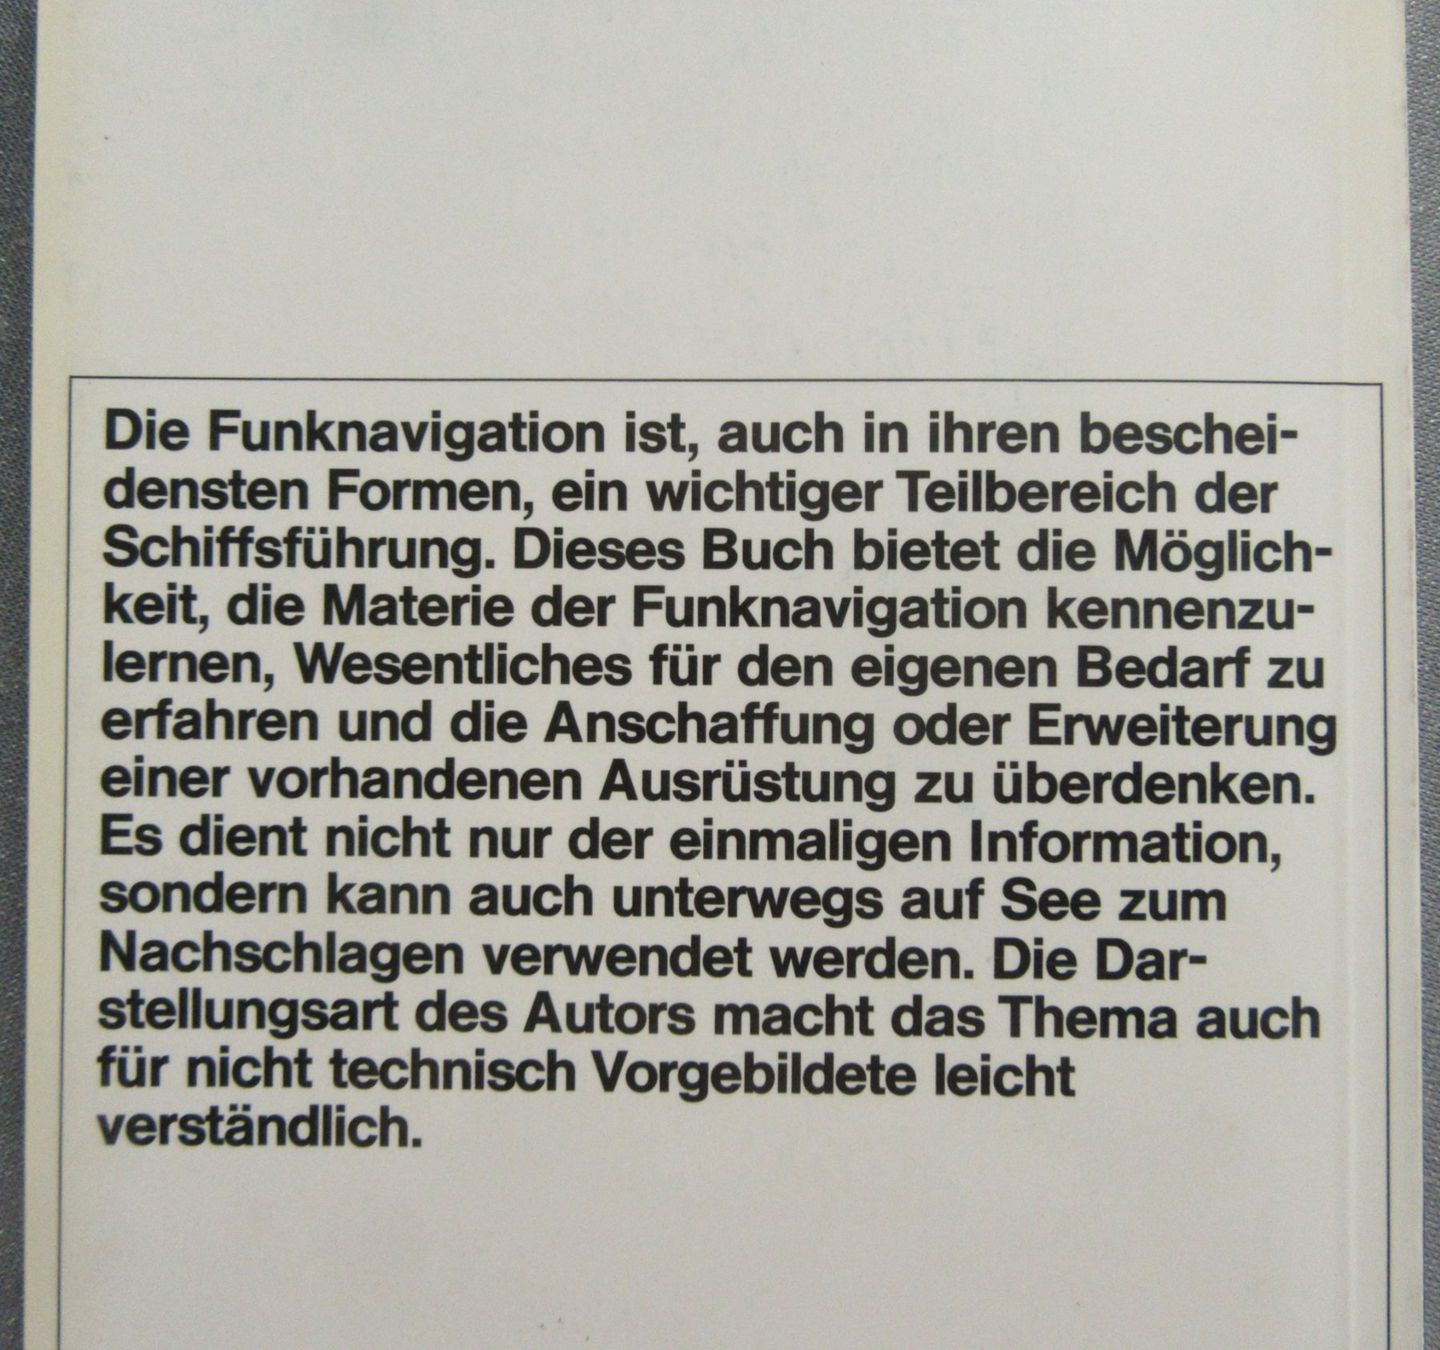 Die Funknavigation ist, auch in ihren beschei-
densten Formen, ein wichtiger Teilbereich der
Schiffsführung. Dieses Buch bietet die Möglich-
keit, die Materie der Funknavigation kennenzu-
lernen, Wesentliches für den eigenen Bedarf zu
erfahren und die Anschaffung oder Erweiterung
einer vorhandenen Ausrüstung zu überdenken.
Es dient nicht nur der einmaligen Information,
sondern kann auch unterwegs auf See zum
Nachschlagen verwendet werden. Die Dar-
stellungsart des Autors macht das Thema auch
für nicht technisch Vorgebildete leicht
verständlich.